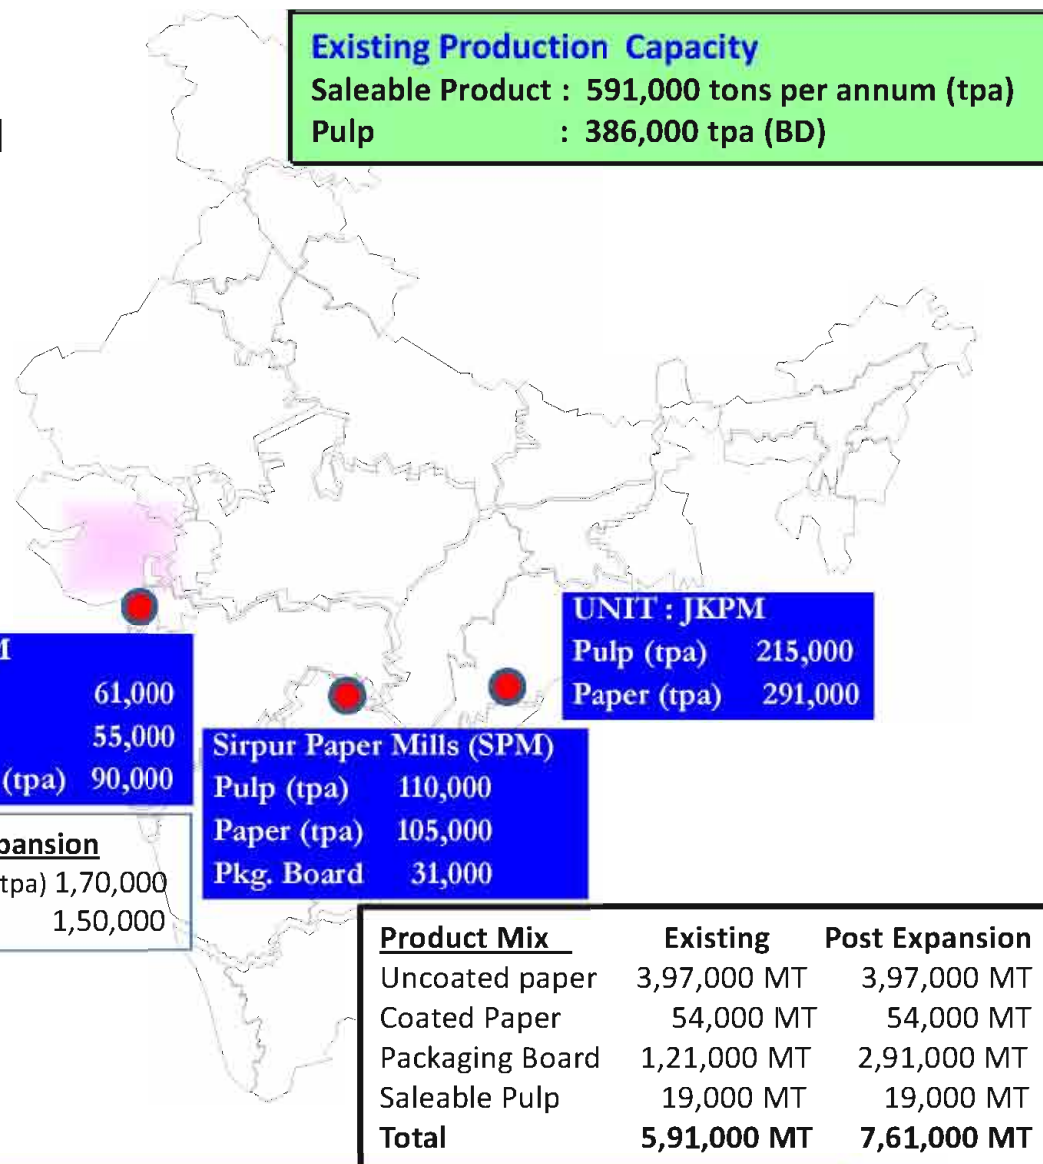 Existing Production Capacity
Saleable Product : 591,000 tons per annum (tpa)
Pulp : 386,000 tpa (BD)
UNIT : JKPM
Pulp (tpa) 215,000
Paper (tpa) 291,000
M
61,000
55,000
(tpa) 90,000
Sirpur Paper Mills (SPM)
Pulp (tpa) 110,000
Paper (tpa) 105,000
Pkg. Board 31,000
pansion
tpa) 1,70,000
1,50,000
Product Mix Existing Post Expansion
Uncoated paper 3,97,000 MT 3,97,000 MT
Coated Paper 54,000 MT 54,000 MT
Packaging Board 1,21,000 MT 2,91,000 MT
Saleable Pulp 19,000 MT 19,000 MT
Total 5,91,000 MT 7,61,000 MT